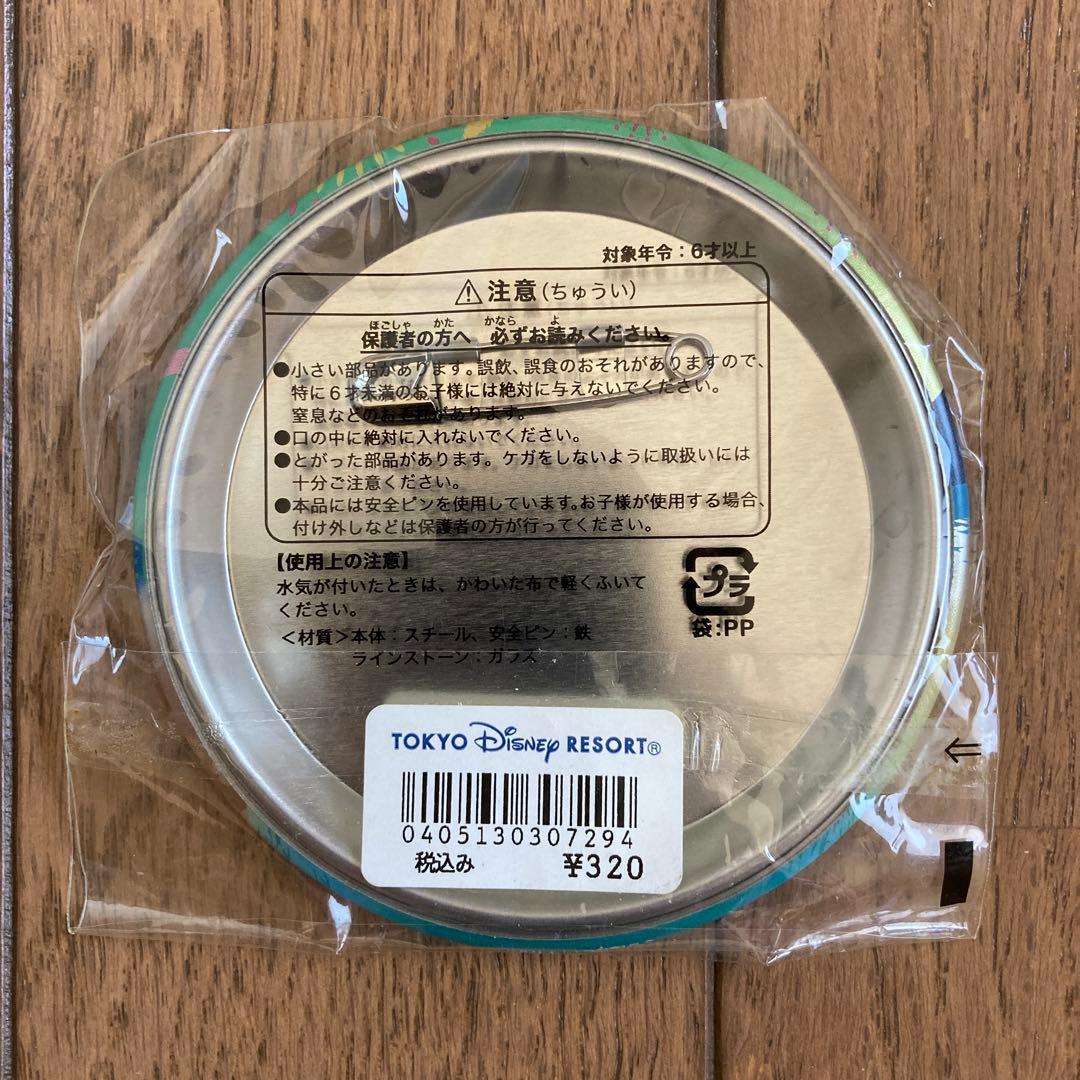 対象年令：6才以上
⚠注意(ちゅうい)
ほごしゃ かた かなら よ
保護者の方へ 必ずお読みください。
●小さい部品があります。誤飲、誤食のおそれがありますので、
特に6才未満のお子様には絶対に与えないでください。
窒息などのおそれがあります。
●口の中に絶対に入れないでください。
●とがった部品があります。ケガをしないように取扱いには
十分ご注意ください。
●本品には安全ピンを使用しています。お子様が使用する場合、
付け外しなどは保護者の方が行ってください。
【使用上の注意】
水気が付いたときは、かわいた布で軽くふいて
ください。
プラ
袋:PP
＜材質＞本体：スチール、安全ピン：鉄
ラインストーン：ガラス
TOKYO Disney RESORT®
0405130307294
税込み ¥320
⇐